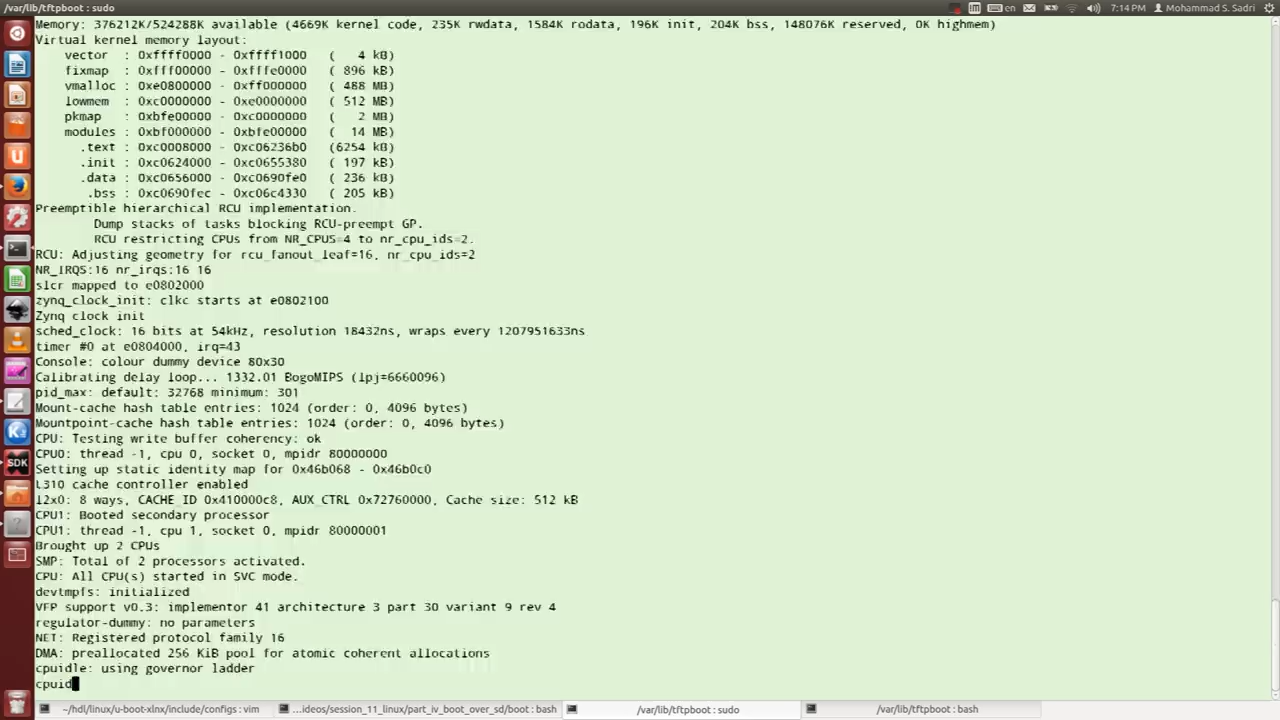 /var/lib/tftpboot : sudo
en
7:14 PM
Mohammad S. Sadri
Memory: 376212K/524288K available (4669K kernel code, 235K rwdata, 1584K rodata, 196K init, 204K bss, 148076K reserved, 0K highmem)
Virtual kernel memory layout:
vector : 0xffff0000 - 0xffff1000 ( 4 kB)
fixmap : 0xfff00000 - 0xfffe0000 ( 896 kB)
vmalloc : 0xe0800000 - 0xff000000 ( 488 MB)
lowmem : 0xc0000000 - 0xe0000000 ( 512 MB)
pkmap : 0xbfe00000 - 0xc0000000 ( 2 MB)
modules : 0xbf000000 - 0xbfe00000 ( 14 MB)
.text : 0xc0008000 - 0xc06236b0 (6254 kB)
.init : 0xc0624000 - 0xc0655380 ( 197 kB)
.data : 0xc0656000 - 0xc0690fe0 ( 236 kB)
.bss : 0xc0690fec - 0xc06c4330 ( 205 kB)
Preemptible hierarchical RCU implementation.
Dump stacks of tasks blocking RCU-preempt GP.
RCU restricting CPUs from NR_CPUS=4 to nr_cpu_ids=2.
RCU: Adjusting geometry for rcu_fanout_leaf=16, nr_cpu_ids=2
NR_IRQS:16 nr_irqs:16 16
slcr mapped to e0802000
zynq_clock_init: clkc starts at e0802100
Zynq clock init
sched_clock: 16 bits at 54kHz, resolution 18432ns, wraps every 1207951633ns
timer #0 at e0804000, irq=43
Console: colour dummy device 80x30
Calibrating delay loop... 1332.01 BogoMIPS (lpj=6660096)
pid_max: default: 32768 minimum: 301
Mount-cache hash table entries: 1024 (order: 0, 4096 bytes)
Mountpoint-cache hash table entries: 1024 (order: 0, 4096 bytes)
CPU: Testing write buffer coherency: ok
CPU0: thread -1, cpu 0, socket 0, mpidr 80000000
Setting up static identity map for 0x46b068 - 0x46b0c0
L310 cache controller enabled
l2x0: 8 ways, CACHE_ID 0x410000c8, AUX_CTRL 0x72760000, Cache size: 512 kB
CPU1: Booted secondary processor
CPU1: thread -1, cpu 1, socket 0, mpidr 80000001
Brought up 2 CPUs
SMP: Total of 2 processors activated.
CPU: All CPU(s) started in SVC mode.
devtmpfs: initialized
VFP support v0.3: implementor 41 architecture 3 part 30 variant 9 rev 4
regulator-dummy: no parameters
NET: Registered protocol family 16
DMA: preallocated 256 KiB pool for atomic coherent allocations
cpuidle: using governor ladder
cpuid
SDK
~/hdl/linux/u-boot-xlnx/include/configs : vim
...ideos/session_11_linux/part_iv_boot_over_sd/boot : bash
/var/lib/tftpboot : sudo
/var/lib/tftpboot : bash